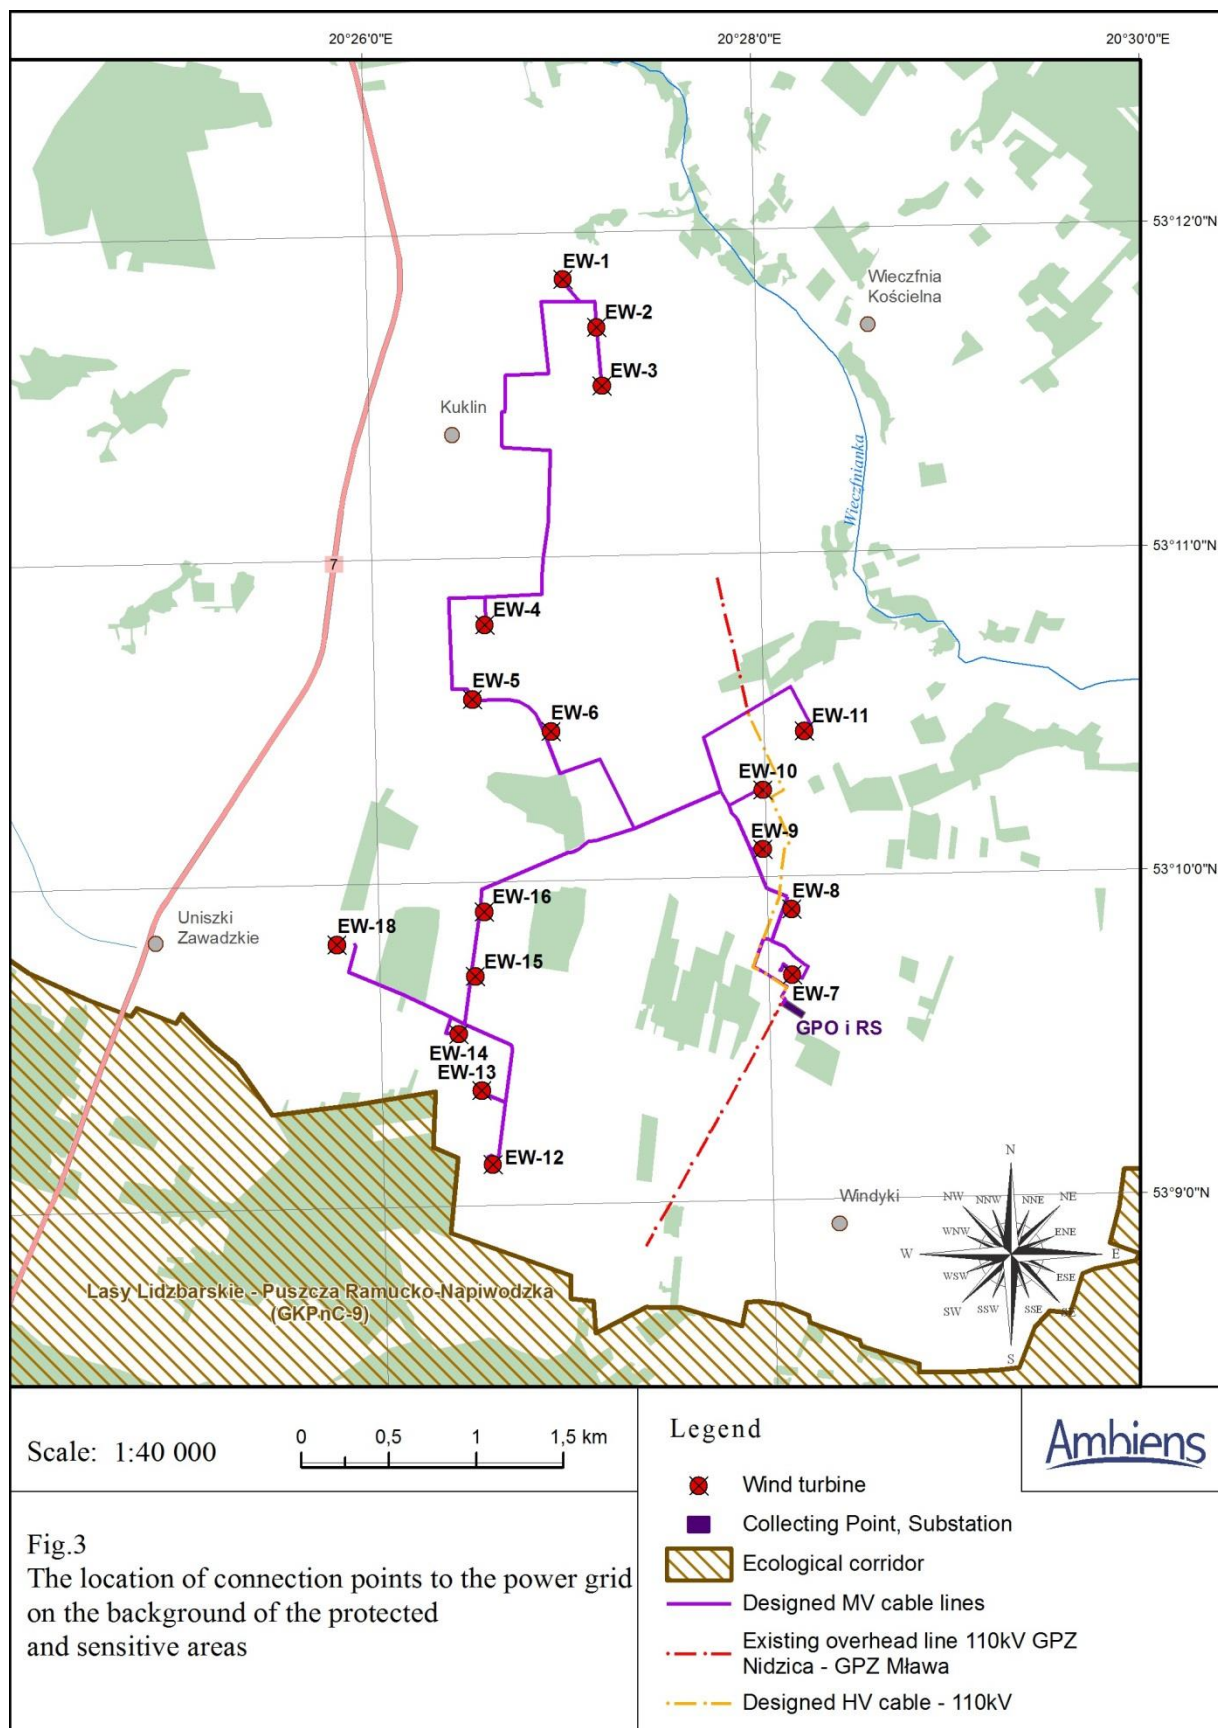 20°26'0"E
20°28'0"E
20°30'0"E
53°12'0"N
EW-1
Wieczfnia
Kościelna
EW-2
EW-3
Kuklin
Wieczfnianka
53°11'0"N
7
EW-4
EW-5
EW-6
EW-11
EW-10
EW-9
53°10'0"N
EW-8
EW-16
Uniszki
Zawadzkie
EW-18
EW-15
EW-7
GPO i RS
EW-14
EW-13
EW-12
53°9'0"N
Windyki
N
NNW
NNE
NW
NE
WNW
ENE
W
E
WSW
ESE
SW
SSW
SSE
SE
S
Lasy Lidzbarskie - Puszcza Ramucko-Napiwodzka
(GKPnC-9)
Scale: 1:40 000
0 0,5 1 1,5 km
Fig.3
The location of connection points to the power grid
on the background of the protected
and sensitive areas
Legend
Wind turbine
Collecting Point, Substation
Ecological corridor
Designed MV cable lines
Existing overhead line 110kV GPZ
Nidzica - GPZ Mława
Designed HV cable - 110kV
Ambiens